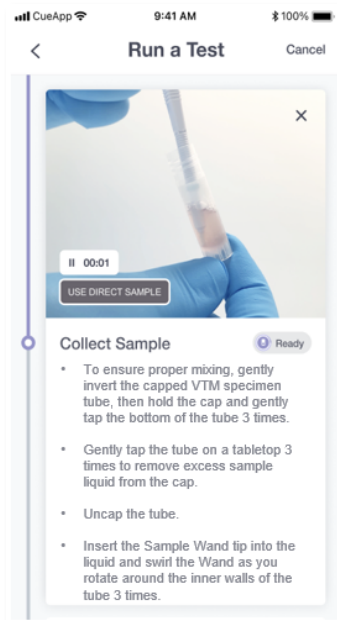 CueApp 9:41 AM 100%
Run a Test Cancel
00:01
USE DIRECT SAMPLE
Collect Sample Ready
• To ensure proper mixing, gently
invert the capped VTM specimen
tube, then hold the cap and gently
tap the bottom of the tube 3 times.
• Gently tap the tube on a tabletop 3
times to remove excess sample
liquid from the cap.
• Uncap the tube.
• Insert the Sample Wand tip into the
liquid and swirl the Wand as you
rotate around the inner walls of the
tube 3 times.